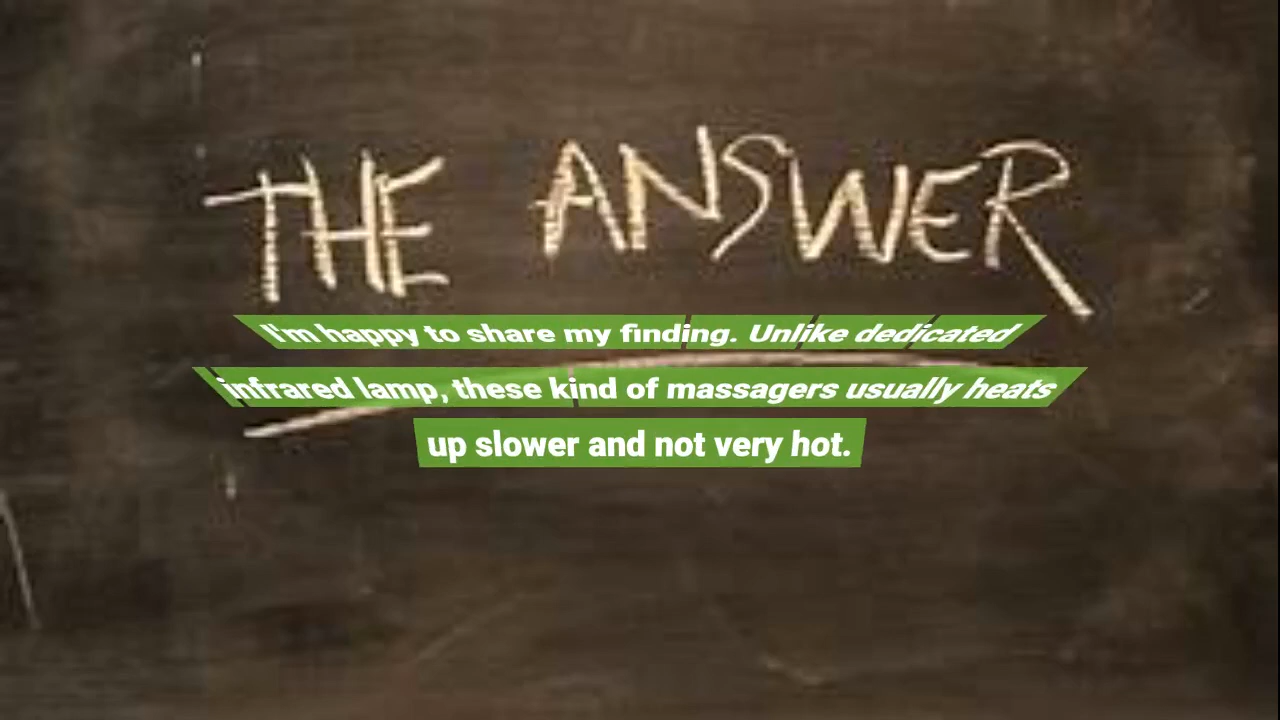 THE ANSWER
I'm happy to share my finding. Unlike dedicated
infrared lamp, these kind of massagers usually heats
up slower and not very hot.